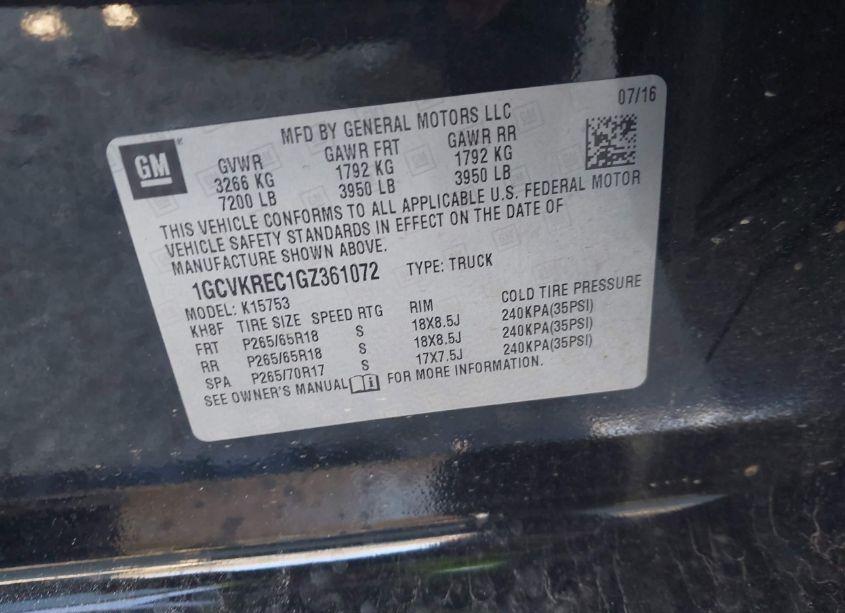 07/16
MFD BY GENERAL MOTORS LLC
GM
GVWR GAWR FRT GAWR RR
3266 KG 1792 KG 1792 KG
7200 LB 3950 LB 3950 LB
THIS VEHICLE CONFORMS TO ALL APPLICABLE U.S. FEDERAL MOTOR
VEHICLE SAFETY STANDARDS IN EFFECT ON THE DATE OF
MANUFACTURE SHOWN ABOVE.
1GCVKREC1GZ361072 TYPE: TRUCK
MODEL: K15753
KH8F TIRE SIZE SPEED RTG RIM COLD TIRE PRESSURE
FRT P265/65R18 S 18X8.5J 240KPA(35PSI)
RR P265/65R18 S 18X8.5J 240KPA(35PSI)
SPA P265/70R17 S 17X7.5J 240KPA(35PSI)
SEE OWNER'S MANUAL FOR MORE INFORMATION.